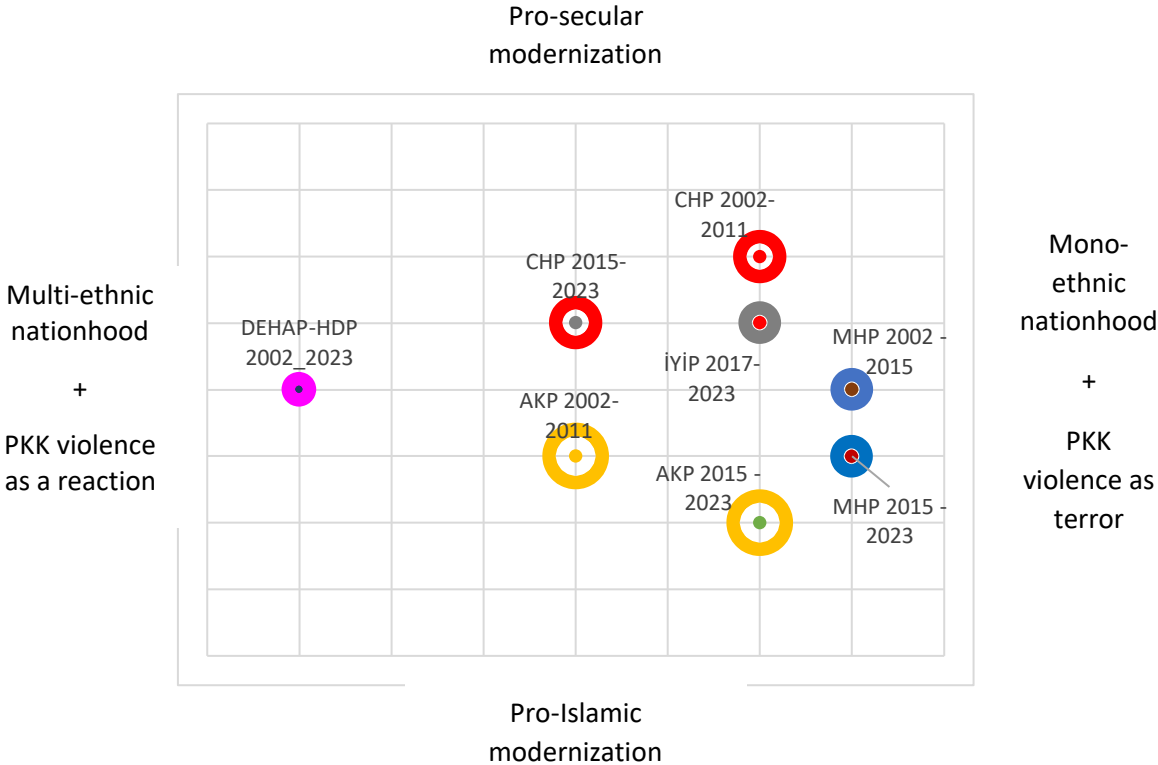 Pro-secular
modernization
CHP 2002-
2011
CHP 2015-
2023
Multi-ethnic
nationhood
+
PKK violence
as a reaction
DEHAP-HDP
2002_2023
İYİP 2017-
2023
MHP 2002 -
2015
AKP 2002-
2011
AKP 2015 -
2023
MHP 2015 -
2023
Mono-
ethnic
nationhood
+
PKK
violence as
terror
Pro-Islamic
modernization